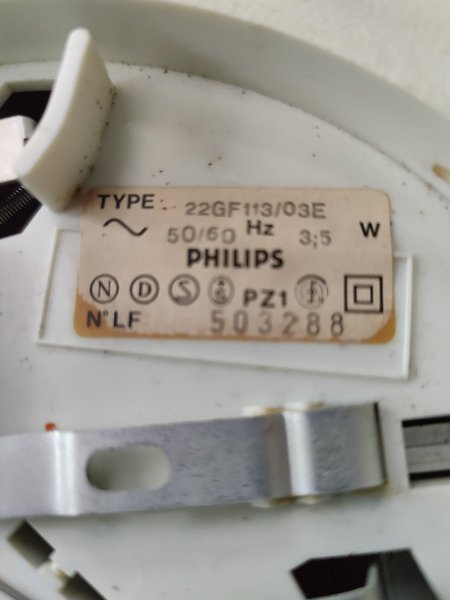 TYPE 22GF113/03E
50/60 Hz 3;5 W
PHILIPS
N D S PZ1
N° LF 503288